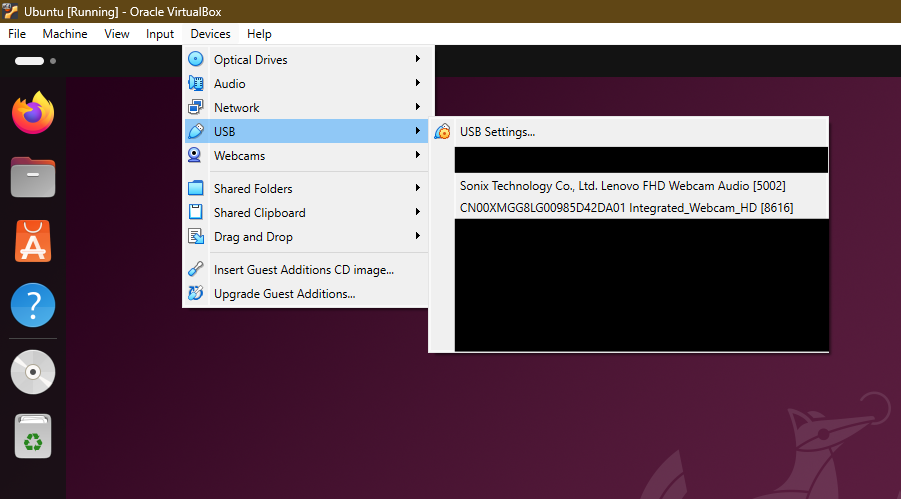 Ubuntu [Running] - Oracle VirtualBox
File Machine View Input Devices Help
Optical Drives
Audio
Network
USB
Webcams
Shared Folders
Shared Clipboard
Drag and Drop
Insert Guest Additions CD image...
Upgrade Guest Additions...
USB Settings...
Sonix Technology Co., Ltd. Lenovo FHD Webcam Audio [5002]
CN00XMGG8LG00985D42DA01 Integrated_Webcam_HD [8616]